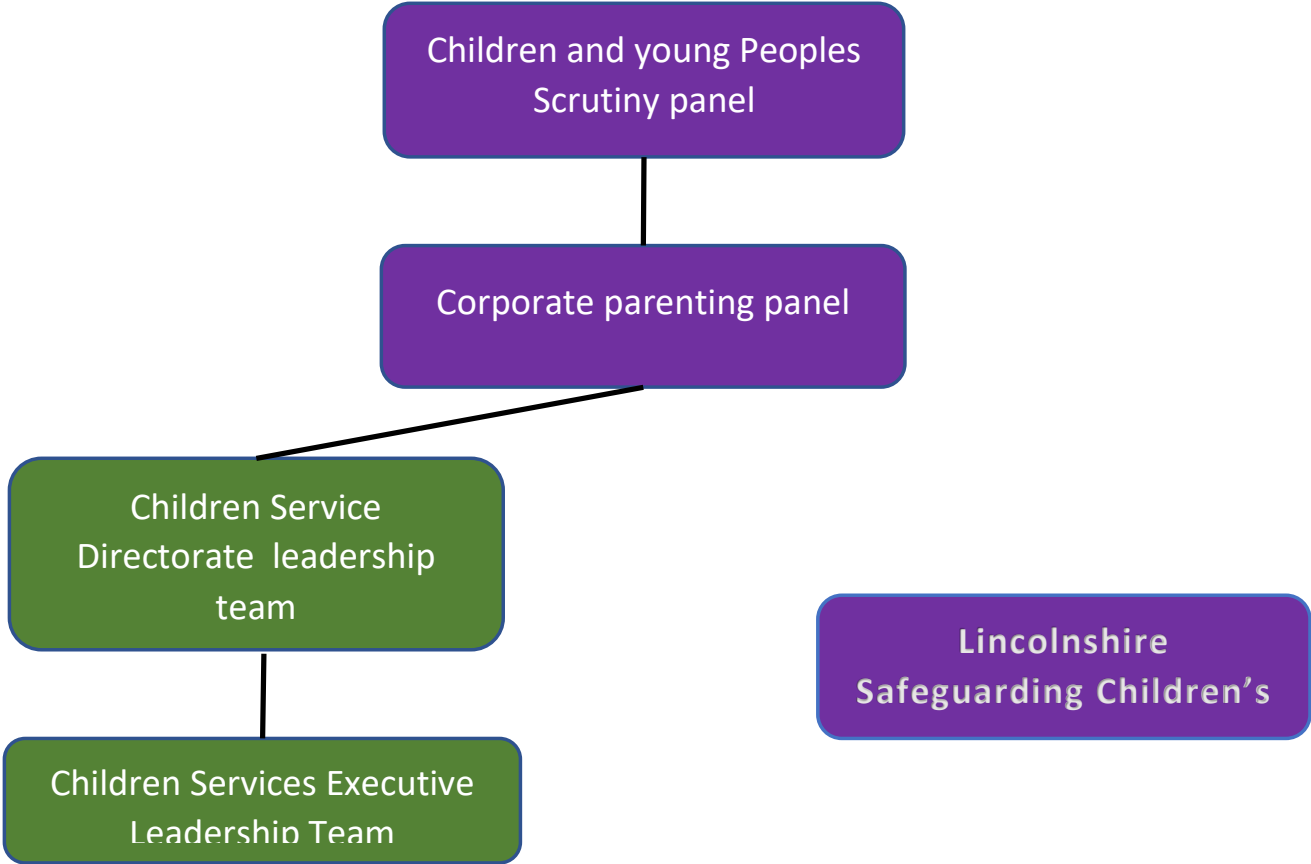 Children and young Peoples
Scrutiny panel
Corporate parenting panel
Children Service
Directorate leadership
team
Lincolnshire
Safeguarding Children's
Children Services Executive
Leadership Team